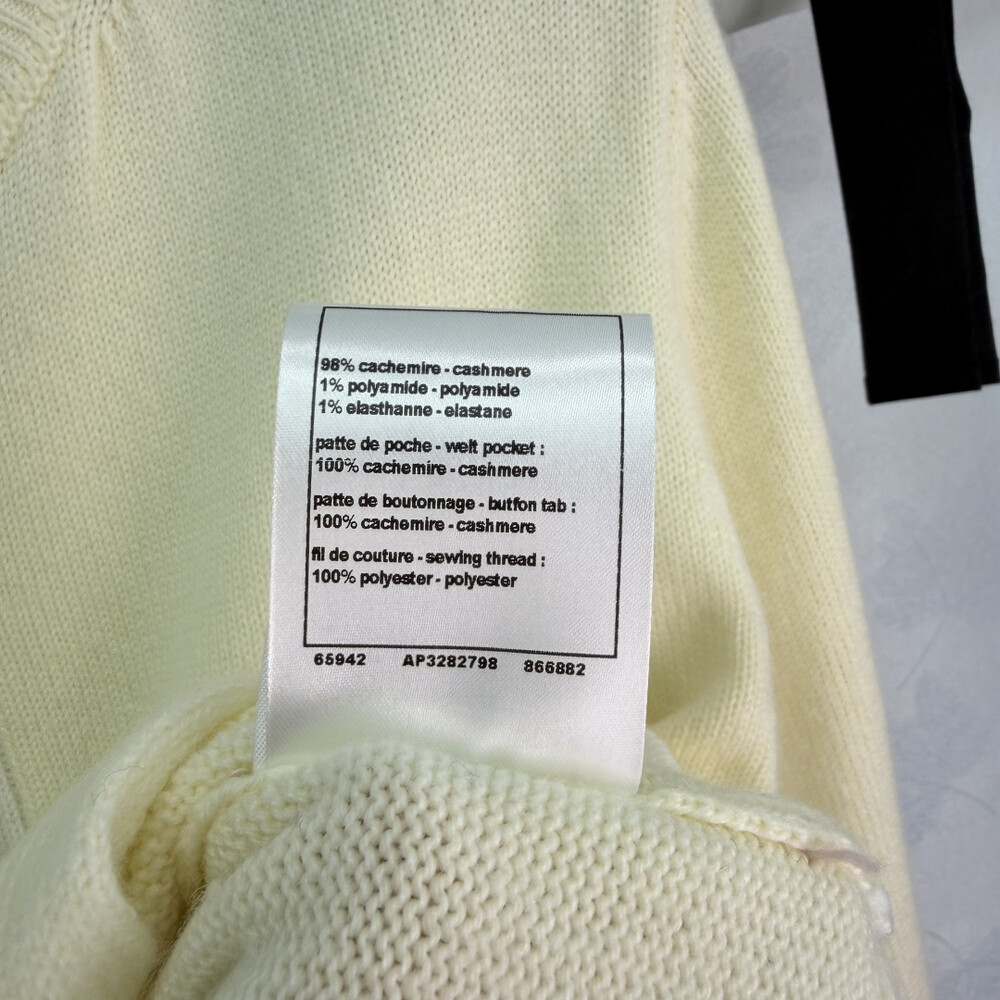 98% cachemire - cashmere
1% polyamide - polyamide
1% elasthanne - elastane
patte de poche - welt pocket :
100% cachemire - cashmere
patte de boutonnage - butfon tab :
100% cachemire - cashmere
fil de couture - sewing thread :
100% polyester - polyester
65942 AP3282798 866882